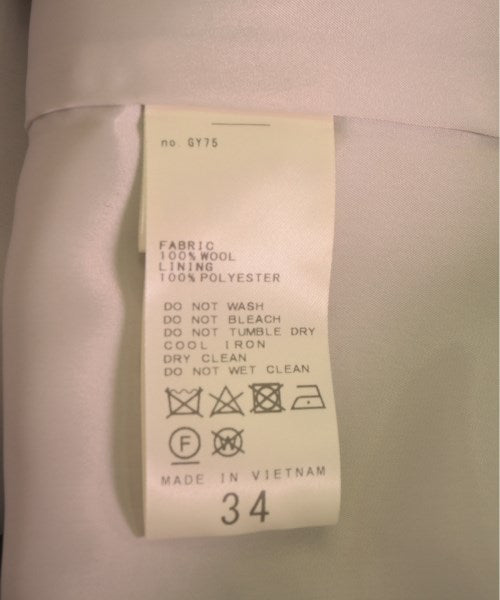 no. GY75
FABRIC
100% WOOL
LINING
100% POLYESTER
DO NOT WASH
DO NOT BLEACH
DO NOT TUMBLE DRY
COOL IRON
DRY CLEAN
DO NOT WET CLEAN
F W
MADE IN VIETNAM
34